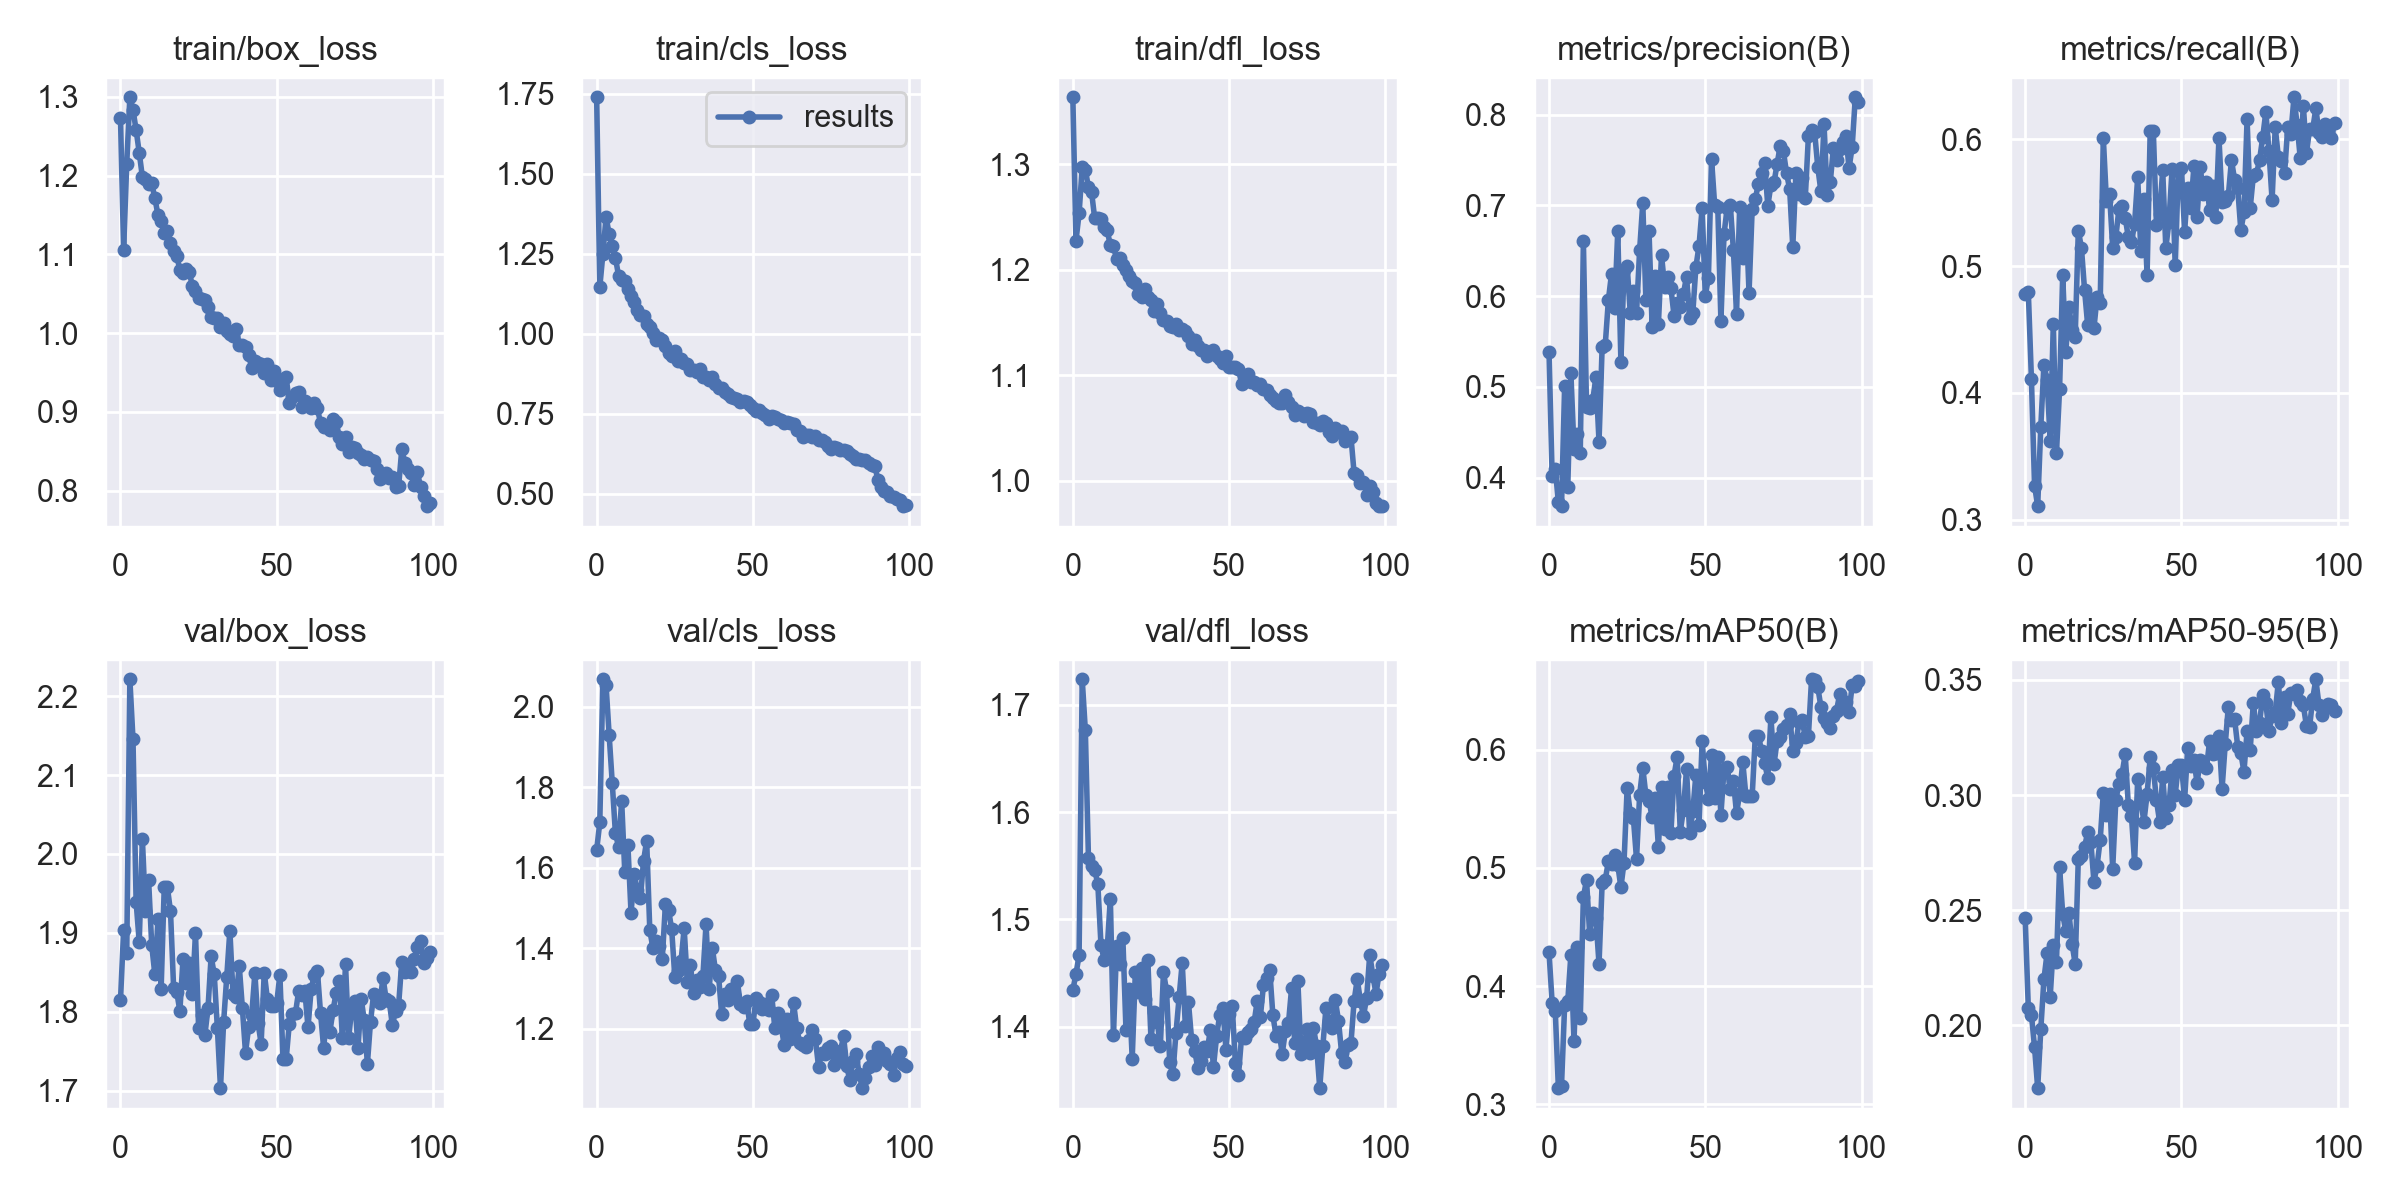 train/box_loss
train/cls_loss
train/dfl_loss
metrics/precision(B)
metrics/recall(B)
1.3
1.2
1.1
1.0
0.9
0.8
0 50 100
1.75
1.50
1.25
1.00
0.75
0.50
results
0 50 100
1.3
1.2
1.1
1.0
0 50 100
0.8
0.7
0.6
0.5
0.4
0 50 100
0.6
0.5
0.4
0.3
0 50 100
val/box_loss
val/cls_loss
val/dfl_loss
metrics/mAP50(B)
metrics/mAP50-95(B)
2.2
2.1
2.0
1.9
1.8
1.7
0 50 100
2.0
1.8
1.6
1.4
1.2
0 50 100
1.7
1.6
1.5
1.4
0 50 100
0.6
0.5
0.4
0.3
0 50 100
0.35
0.30
0.25
0.20
0 50 100